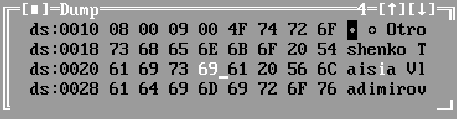 [■]=Dump 4=[↑][↓]
ds:0010 08 00 09 00 4F 74 72 6F ◘ ○ Otro
ds:0018 73 68 65 6E 6B 6F 20 54 shenko T
ds:0020 61 69 73 69_61 20 56 6C aisia Vl
ds:0028 61 64 69 6D 69 72 6F 76 adimirov